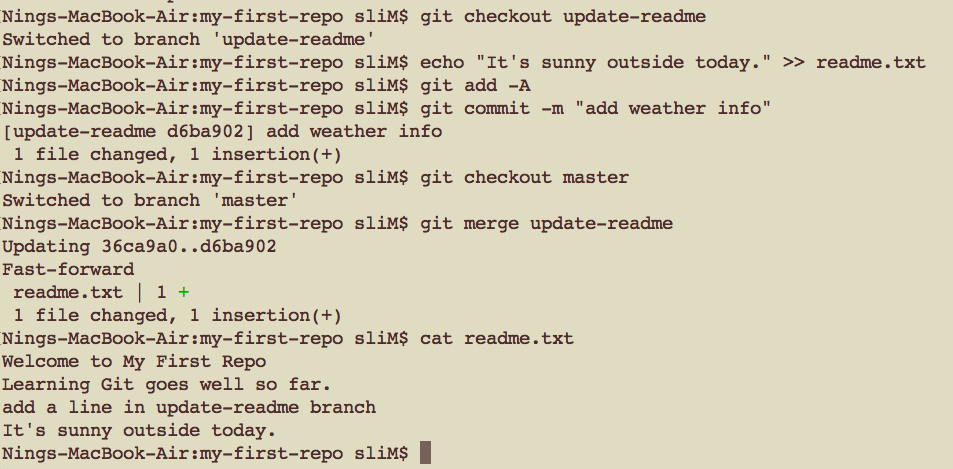 Nings-MacBook-Air:my-first-repo sliM$ git checkout update-readme
Switched to branch 'update-readme'
Nings-MacBook-Air:my-first-repo sliM$ echo "It's sunny outside today." >> readme.txt
Nings-MacBook-Air:my-first-repo sliM$ git add -A
Nings-MacBook-Air:my-first-repo sliM$ git commit -m "add weather info"
[update-readme d6ba902] add weather info
 1 file changed, 1 insertion(+)
Nings-MacBook-Air:my-first-repo sliM$ git checkout master
Switched to branch 'master'
Nings-MacBook-Air:my-first-repo sliM$ git merge update-readme
Updating 36ca9a0..d6ba902
Fast-forward
 readme.txt | 1 +
 1 file changed, 1 insertion(+)
Nings-MacBook-Air:my-first-repo sliM$ cat readme.txt
Welcome to My First Repo
Learning Git goes well so far.
add a line in update-readme branch
It's sunny outside today.
Nings-MacBook-Air:my-first-repo sliM$